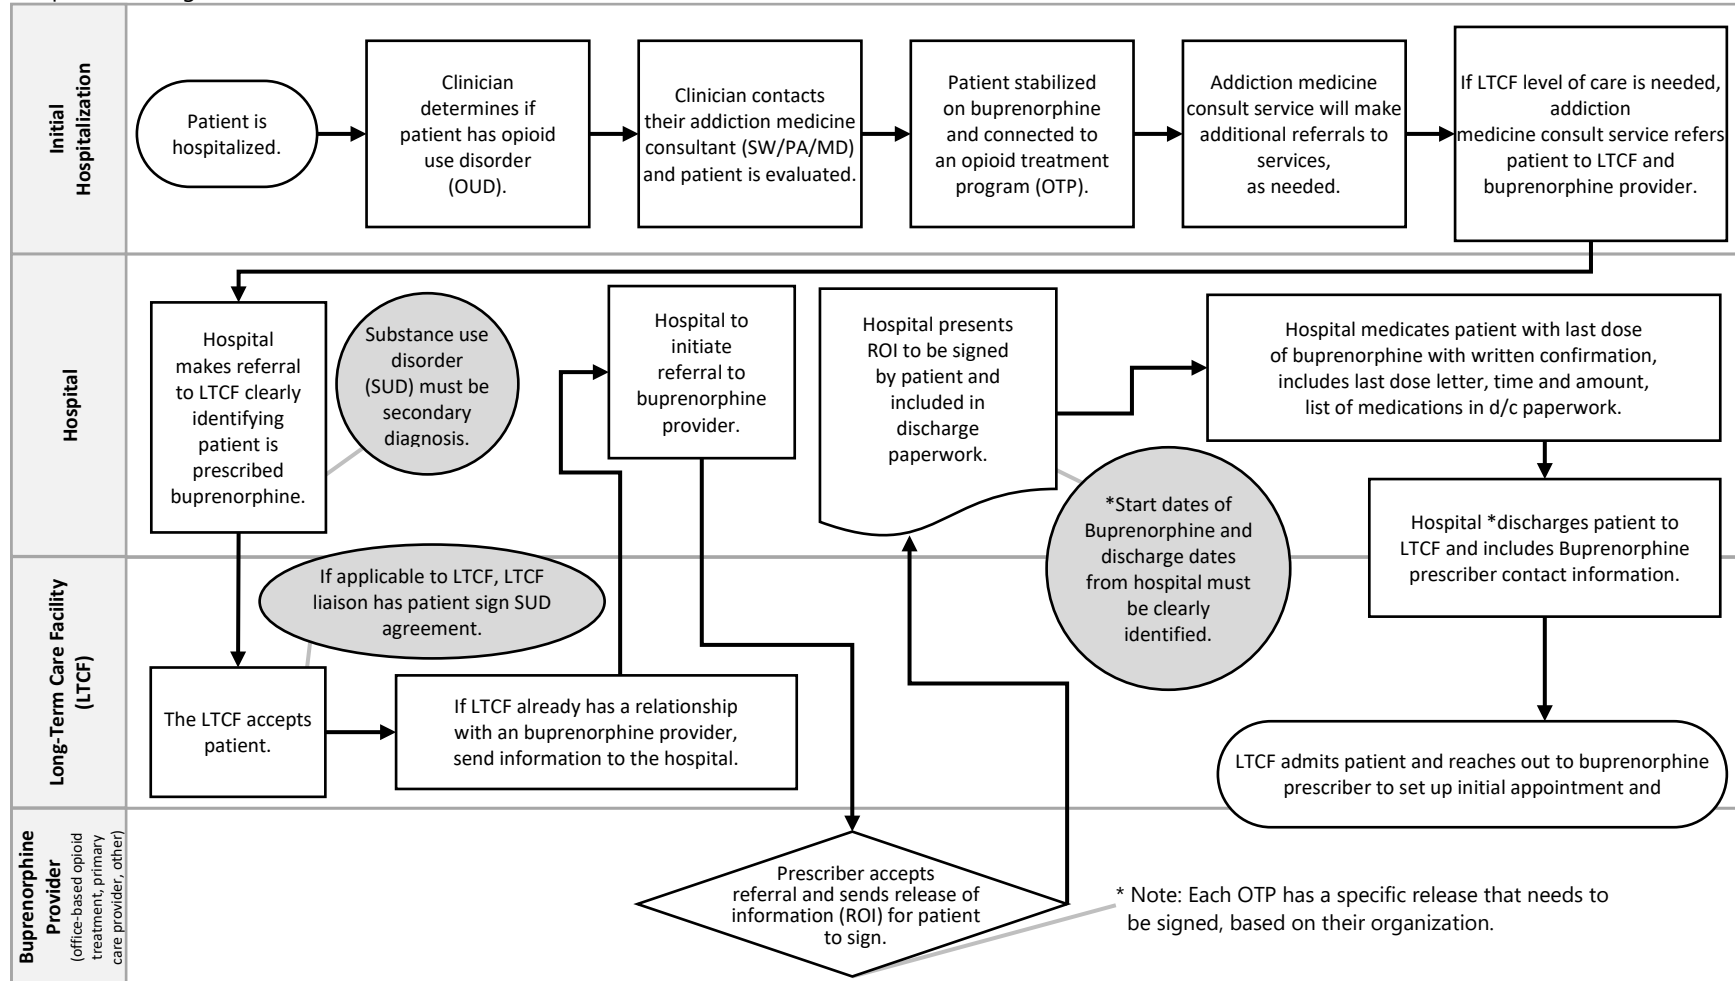 Initial
Hospitalization
Patient is
hospitalized.
Clinician
determines if
patient has opioid
use disorder
(OUD).
Clinician contacts
their addiction medicine
consultant (SW/PA/MD)
and patient is evaluated.
Patient stabilized
on buprenorphine
and connected to
an opioid treatment
program (OTP).
Addiction medicine
consult service will make
additional referrals to
services,
as needed.
If LTCF level of care is needed,
addiction
medicine consult service refers
patient to LTCF and
buprenorphine provider.
Hospital
Hospital
makes referral
to LTCF clearly
identifying
patient is
prescribed
buprenorphine.
Substance use
disorder
(SUD) must be
secondary
diagnosis.
Hospital to
initiate
referral to
buprenorphine
provider.
Hospital presents
ROI to be signed
by patient and
included in
discharge
paperwork.
*Start dates of
Buprenorphine and
discharge dates
from hospital must
be clearly
identified.
Hospital medicates patient with last dose
of buprenorphine with written confirmation,
includes last dose letter, time and amount,
list of medications in d/c paperwork.
Hospital *discharges patient to
LTCF and includes Buprenorphine
prescriber contact information.
Long-Term Care Facility
(LTCF)
If applicable to LTCF, LTCF
liaison has patient sign SUD
agreement.
The LTCF accepts
patient.
If LTCF already has a relationship
with an buprenorphine provider,
send information to the hospital.
LTCF admits patient and reaches out to buprenorphine
prescriber to set up initial appointment and
Buprenorphine
Provider
(office-based opioid
treatment, primary
care provider, other)
Prescriber accepts
referral and sends release of
information (ROI) for patient
to sign.
* Note: Each OTP has a specific release that needs to
be signed, based on their organization.